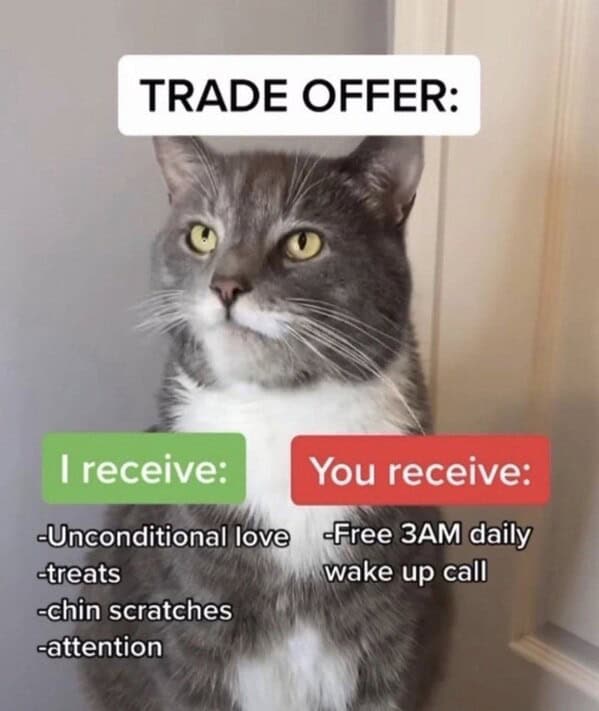 TRADE OFFER:
I receive:
You receive:
-Unconditional love
-treats
-chin scratches
-attention
-Free 3AM daily
wake up call